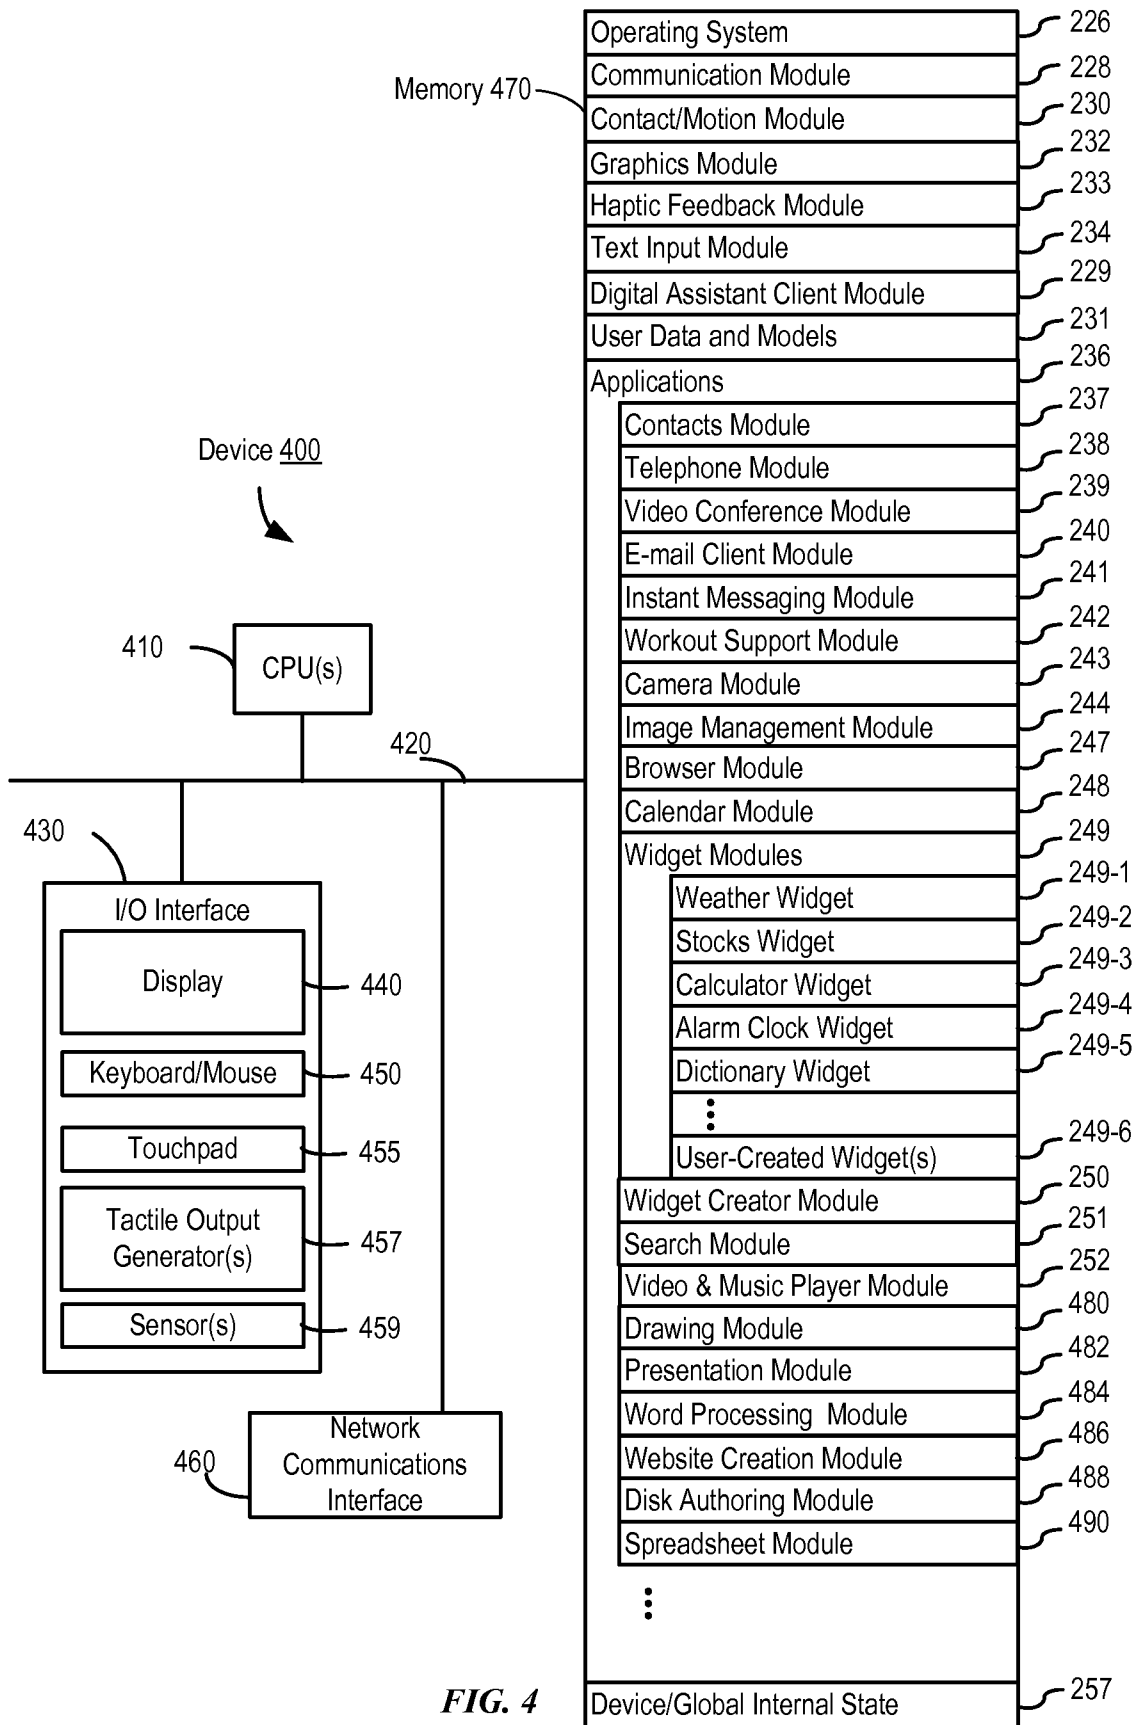 Operating System 226
Communication Module 228
Memory 470
Contact/Motion Module 230
Graphics Module 232
Haptic Feedback Module 233
Text Input Module 234
Digital Assistant Client Module 229
User Data and Models 231
Applications 236
Contacts Module 237
Telephone Module 238
Video Conference Module 239
E-mail Client Module 240
Instant Messaging Module 241
Workout Support Module 242
Camera Module 243
Image Management Module 244
Browser Module 247
Calendar Module 248
Widget Modules 249
Weather Widget 249-1
Stocks Widget 249-2
Calculator Widget 249-3
Alarm Clock Widget 249-4
Dictionary Widget 249-5
User-Created Widget(s) 249-6
Widget Creator Module 250
Search Module 251
Video & Music Player Module 252
Drawing Module 480
Presentation Module 482
Word Processing Module 484
Website Creation Module 486
Disk Authoring Module 488
Spreadsheet Module 490
Device/Global Internal State 257
Device 400
410
CPU(s)
420
430
I/O Interface
Display 440
Keyboard/Mouse 450
Touchpad 455
Tactile Output
Generator(s) 457
Sensor(s) 459
460
Network
Communications
Interface
FIG. 4